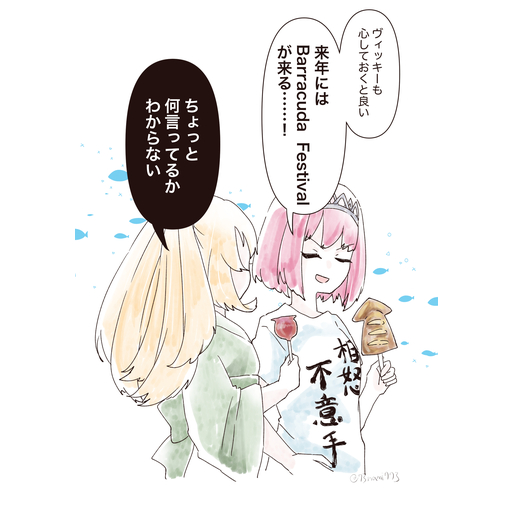 ヴィッキーも
心しておくと良い
来年には
Barracuda Festival
が来る……!
ちょっと
何言ってるか
わからない
相怒
不意手